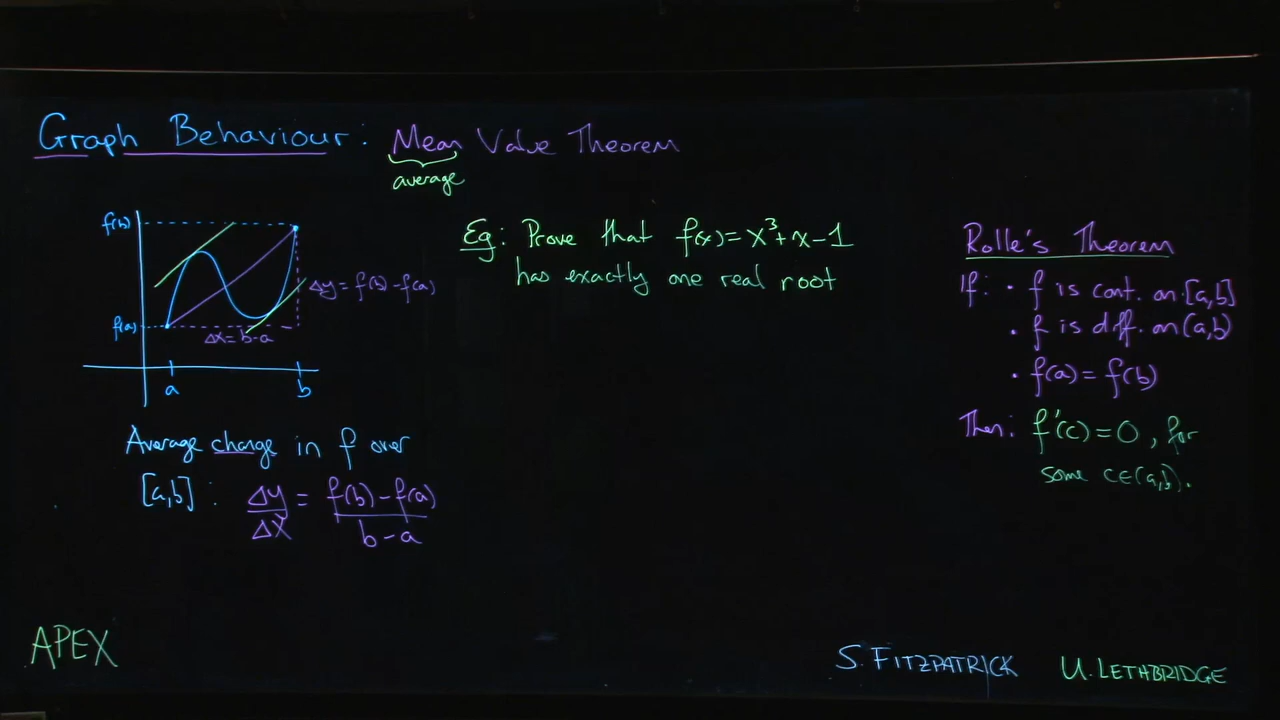 Graph Behaviour: Mean Value Theorem
average
f(b)
f(a)
Δy = f(b) - f(a)
Δx = b - a
a
b
Average change in f over
[a,b] : Δy/Δx = (f(b) - f(a))/(b - a)
Eg: Prove that f(x) = x³ + x - 1
has exactly one real root
Rolle's Theorem
If: · f is cont. on [a,b]
· f is diff. on (a,b)
· f(a) = f(b)
Then: f'(c) = 0, for
some c∈(a,b).
APEX
S. FITZPATRICK U. LETHBRIDGE